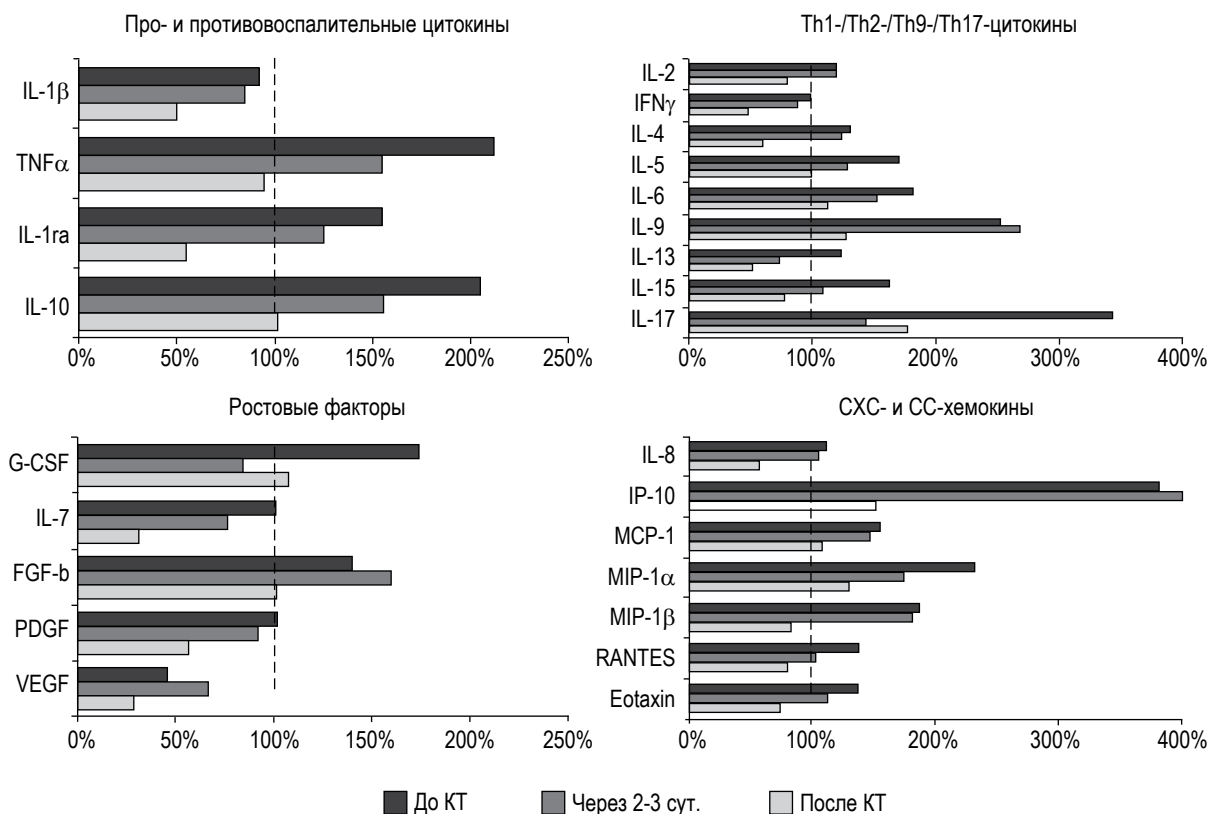 Про- и противовоспалительные цитокины
IL-1β
TNFα
IL-1ra
IL-10
0% 50% 100% 150% 200% 250%
Th1-/Th2-/Th9-/Th17-цитокины
IL-2
IFNγ
IL-4
IL-5
IL-6
IL-9
IL-13
IL-15
IL-17
0% 100% 200% 300% 400%
Ростовые факторы
G-CSF
IL-7
FGF-b
PDGF
VEGF
0% 50% 100% 150% 200% 250%
CXC- и CC-хемокины
IL-8
IP-10
MCP-1
MIP-1α
MIP-1β
RANTES
Eotaxin
0% 100% 200% 300% 400%
До КТ Через 2-3 сут. После КТ